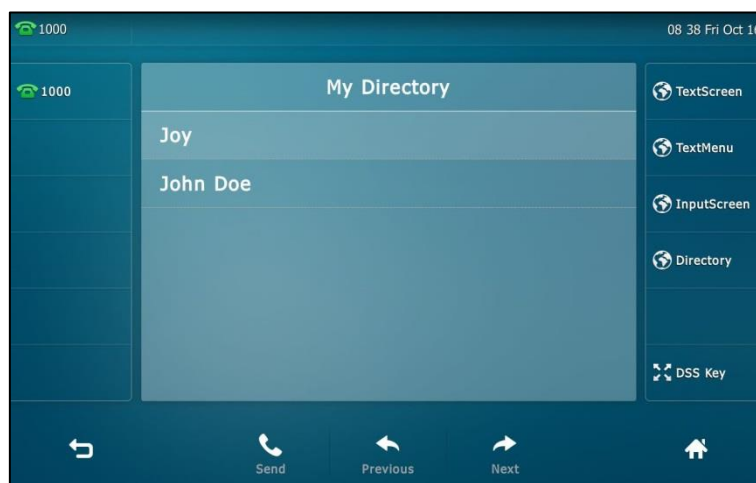 1000
08 38 Fri Oct
1000
My Directory
Joy
John Doe
TextScreen
TextMenu
InputScreen
Directory
DSS Key
Send
Previous
Next